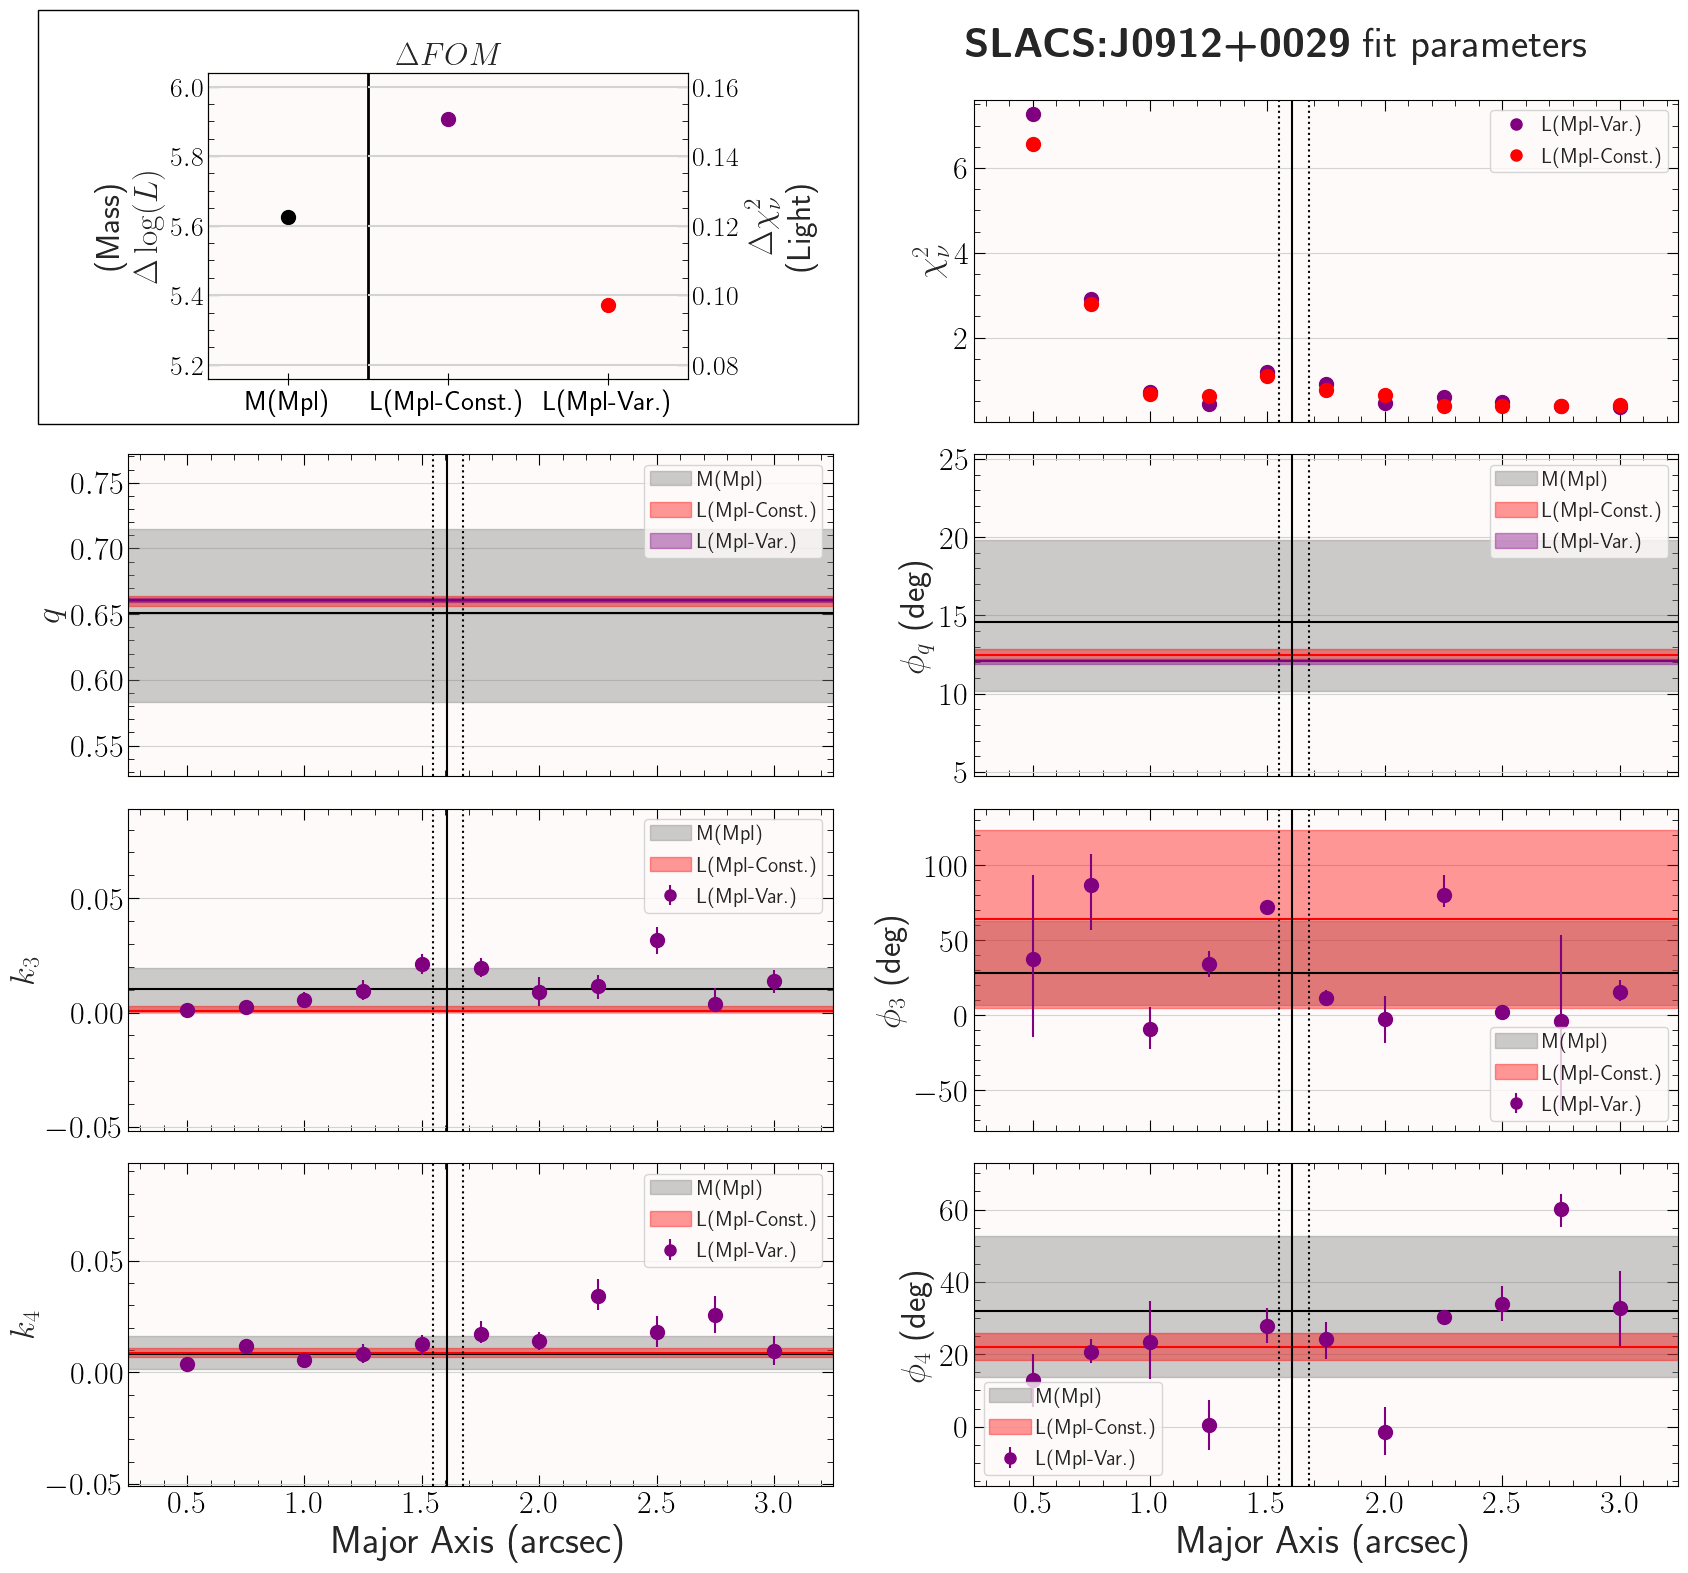 SLACS:J0912+0029 fit parameters
ΔFOM
(Mass)
Δ log(L)
6.0
5.8
5.6
5.4
5.2
0.16
0.14
0.12
0.10
0.08
Δχ²ᵥ
(Light)
M(Mpl) L(Mpl-Const.) L(Mpl-Var.)
χ²ᵥ
6
4
2
L(Mpl-Var.)
L(Mpl-Const.)
q
0.75
0.70
0.65
0.60
0.55
M(Mpl)
L(Mpl-Const.)
L(Mpl-Var.)
ϕq (deg)
25
20
15
10
5
M(Mpl)
L(Mpl-Const.)
L(Mpl-Var.)
k₃
0.05
0.00
−0.05
M(Mpl)
L(Mpl-Const.)
L(Mpl-Var.)
ϕ₃ (deg)
100
50
0
−50
M(Mpl)
L(Mpl-Const.)
L(Mpl-Var.)
k₄
0.05
0.00
−0.05
M(Mpl)
L(Mpl-Const.)
L(Mpl-Var.)
0.5 1.0 1.5 2.0 2.5 3.0
Major Axis (arcsec)
ϕ₄ (deg)
60
40
20
0
M(Mpl)
L(Mpl-Const.)
L(Mpl-Var.)
0.5 1.0 1.5 2.0 2.5 3.0
Major Axis (arcsec)